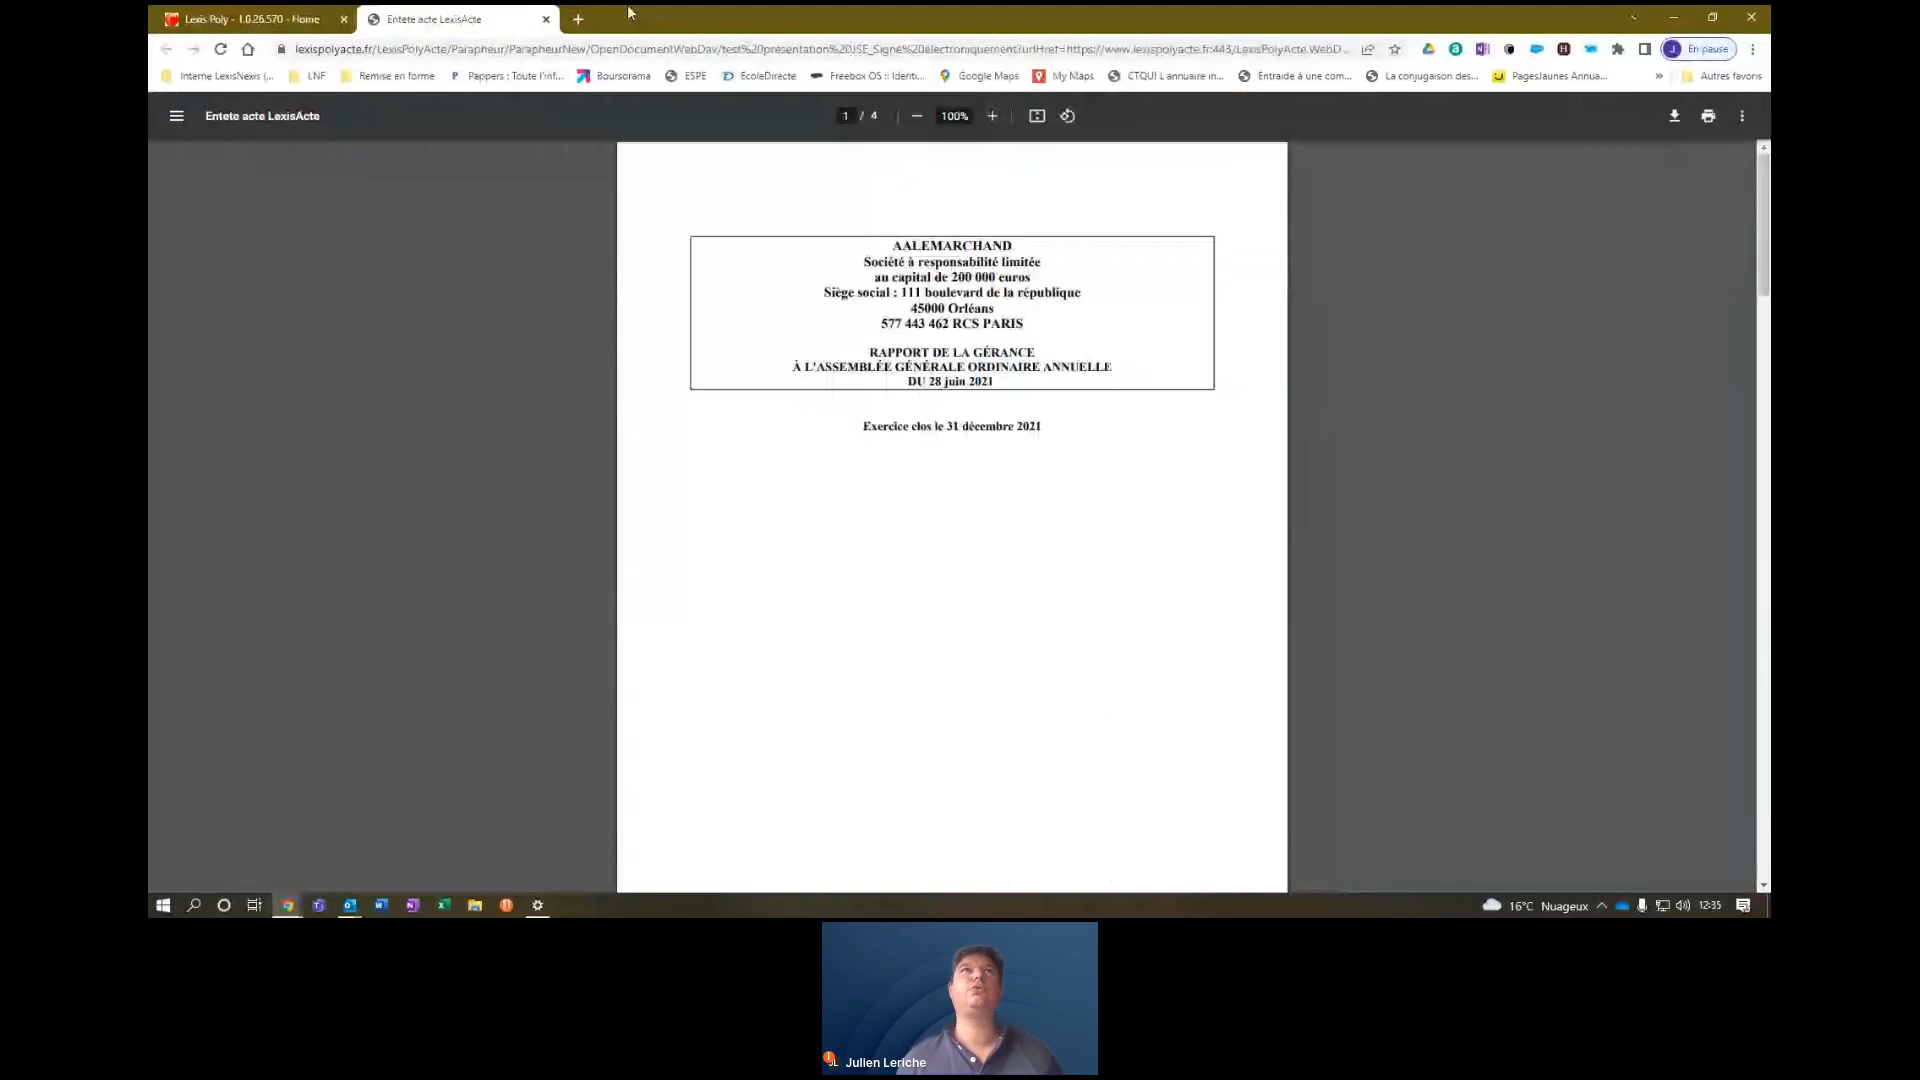 Lexis Poly - 1.0.26.570 - Home
Entete acte LexisActe
lexispolyacte.fr/LexisPolyActe/Parapheur/ParapheurNew/OpenDocumentWebDav/test%20presentation%20JSE_Signé%20électroniquement?urlHref=https://www.lexispolyacte.fr:443/LexisPolyActe.WebD...
En pause
Interne LexisNexis (...
LNF
Remise en forme
Pappers : Toute l'inf...
Boursorama
ESPE
EcoleDirecte
Freebox OS :: Identi...
Google Maps
My Maps
CTQUI L annuaire in...
Entraide à une com...
La conjugaison des...
PagesJaunes Annua...
»
Autres favoris
Entete acte LexisActe
1 / 4
100%
AALEMARCHAND
Société à responsabilité limitée
au capital de 200 000 euros
Siège social : 111 boulevard de la république
45000 Orléans
577 443 462 RCS PARIS
RAPPORT DE LA GÉRANCE
À L'ASSEMBLÉE GÉNÉRALE ORDINAIRE ANNUELLE
DU 28 juin 2021
Exercice clos le 31 décembre 2021
16°C Nuageux
12:35
Julien Leriche